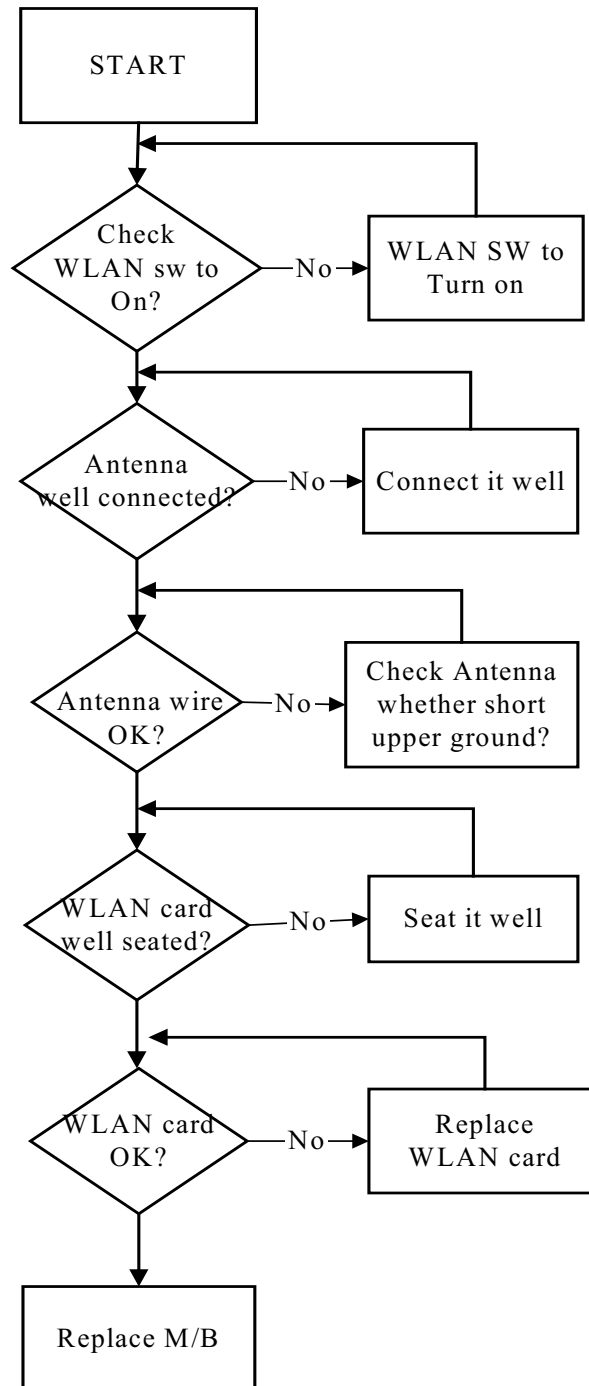 START
Check
WLAN sw to
On?
No
WLAN SW to
Turn on
Antenna
well connected?
No
Connect it well
Antenna wire
OK?
No
Check Antenna
whether short
upper ground?
WLAN card
well seated?
No
Seat it well
WLAN card
OK?
No
Replace
WLAN card
Replace M/B